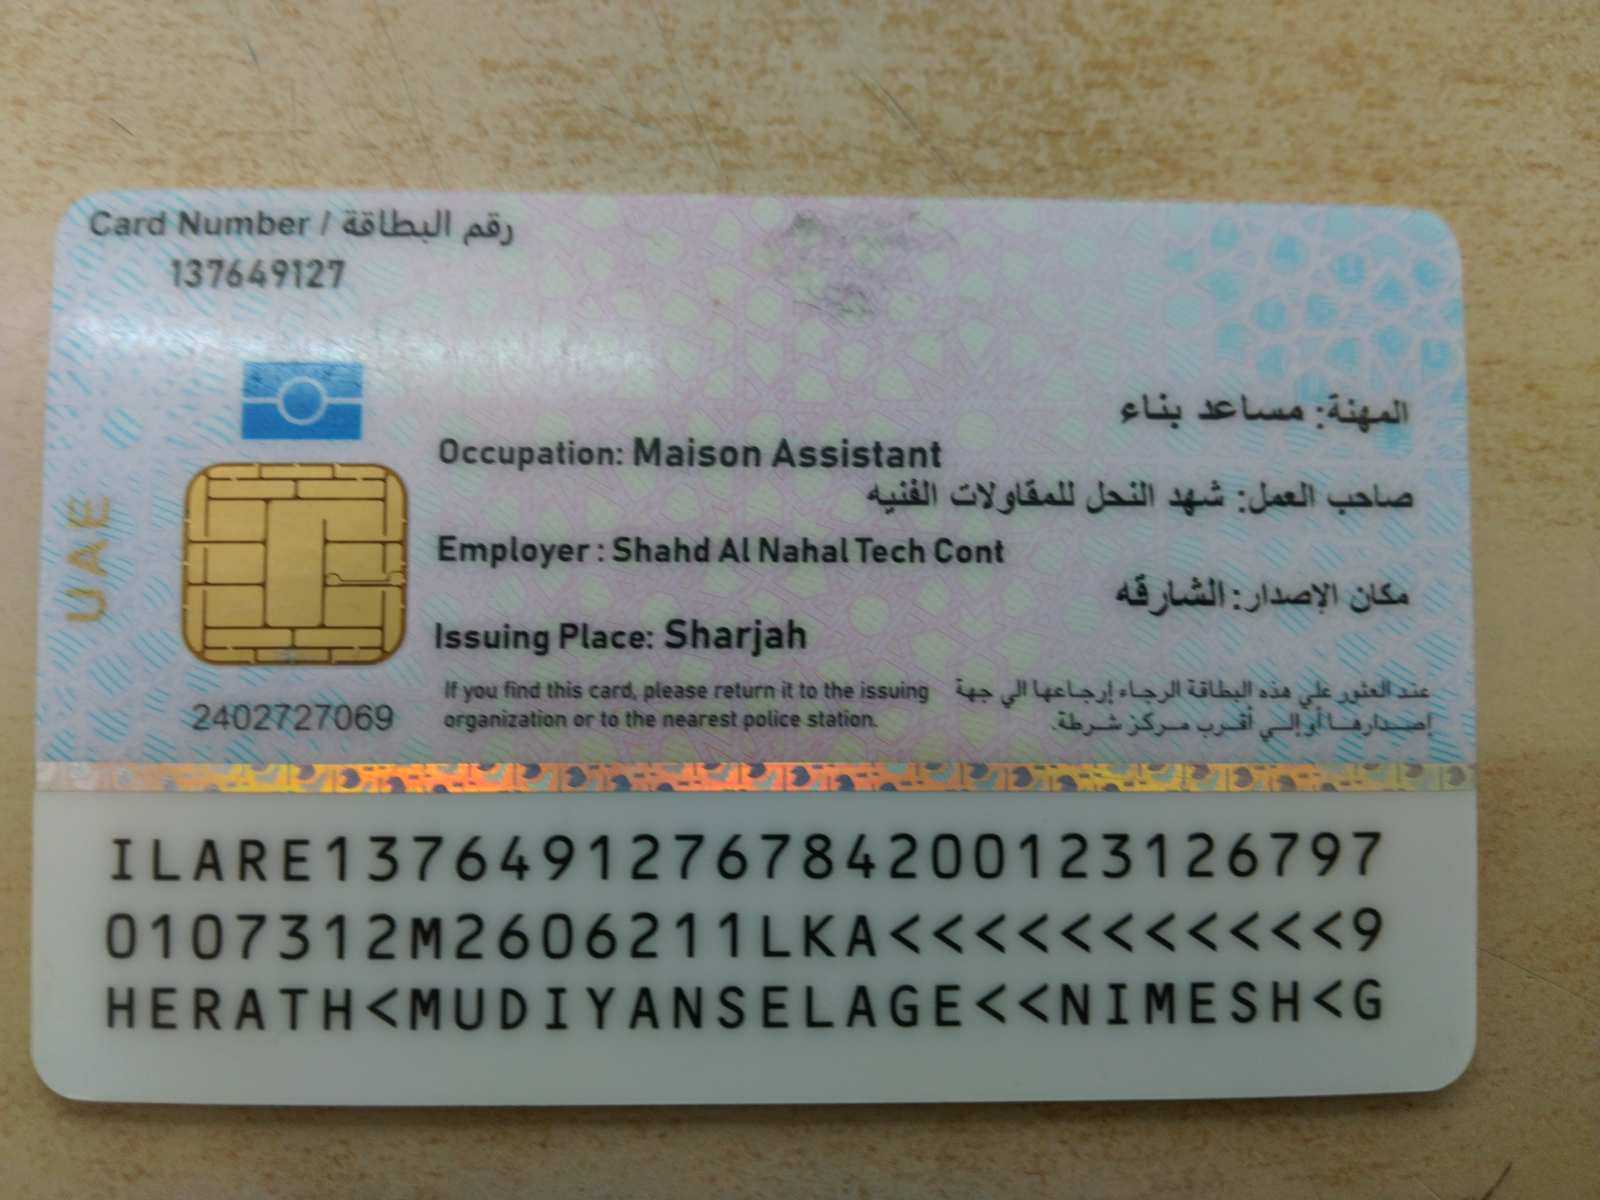 Card Number / رقم البطاقة
137649127
المهنة: مساعد بناء
Occupation: Maison Assistant
صاحب العمل: شهد النحل للمقاولات الفنيه
Employer : Shahd Al Nahal Tech Cont
مكان الإصدار: الشارقه
Issuing Place: Sharjah
UAE
2402727069
If you find this card, please return it to the issuing
organization or to the nearest police station.
عند العثور علي هذه البطاقة الرجاء إرجاعها الي جهة
إصدارها أو إلي أقرب مركز شرطة.
ILARE1376491276784200123126797
0107312M2606211LKA<<<<<<<<<<<9
HERATH<MUDIYANSELAGE<<NIMESH<G